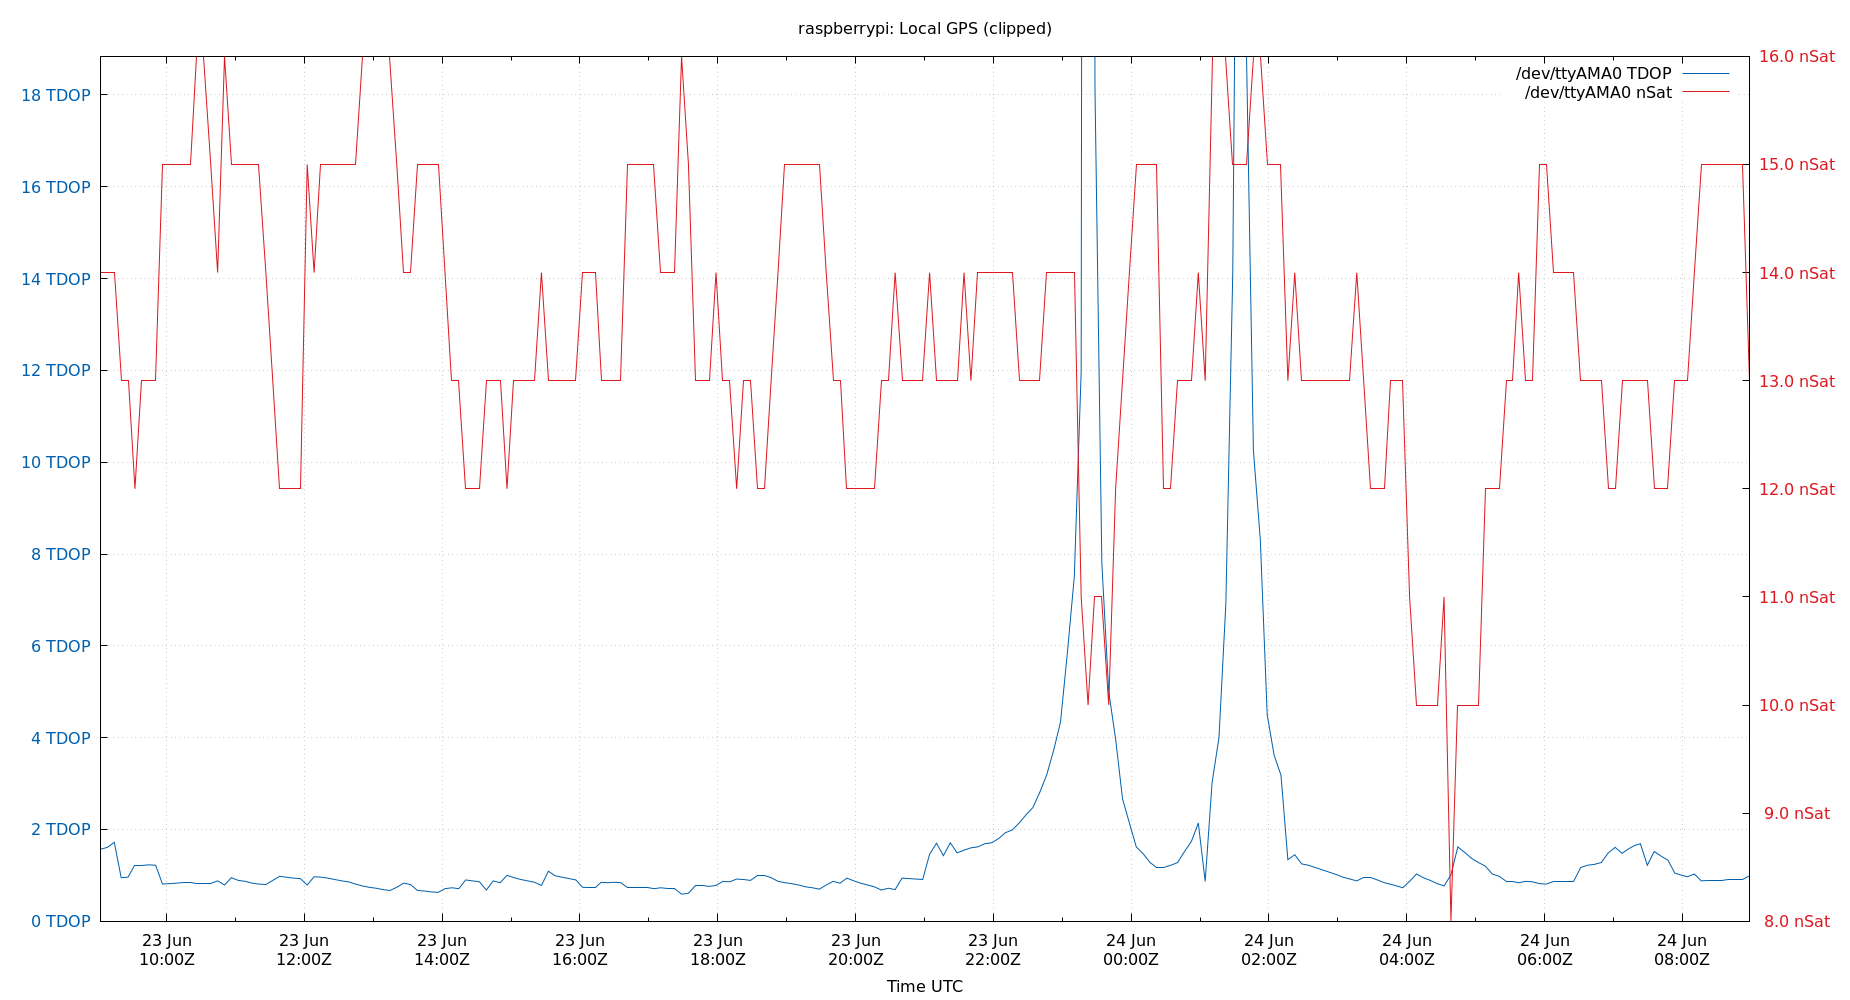 raspberrypi: Local GPS (clipped)
/dev/ttyAMA0 TDOP
/dev/ttyAMA0 nSat
18 TDOP
16 TDOP
14 TDOP
12 TDOP
10 TDOP
8 TDOP
6 TDOP
4 TDOP
2 TDOP
0 TDOP
16.0 nSat
15.0 nSat
14.0 nSat
13.0 nSat
12.0 nSat
11.0 nSat
10.0 nSat
9.0 nSat
8.0 nSat
23 Jun
10:00Z
23 Jun
12:00Z
23 Jun
14:00Z
23 Jun
16:00Z
23 Jun
18:00Z
23 Jun
20:00Z
23 Jun
22:00Z
24 Jun
00:00Z
24 Jun
02:00Z
24 Jun
04:00Z
24 Jun
06:00Z
24 Jun
08:00Z
Time UTC